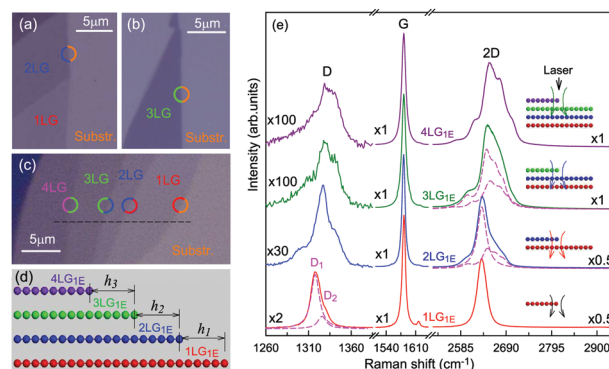 (a)
5μm
2LG
1LG
Substr.
(b)
5μm
3LG
Substr.
(c)
4LG
3LG
2LG
1LG
5μm
Substr.
(d)
4LG1E
h3
3LG1E
h2
2LG1E
h1
1LG1E
(e)
Intensity (arb.units)
D
G
2D
Laser
x100
x1
4LG1E
x1
x100
x1
3LG1E
x1
x30
x1
2LG1E
x0.5
D1
D2
x2
x1
1LG1E
x0.5
1260 1320 1360 1540 1610 2585 2690 2795 2900
Raman shift (cm-1)